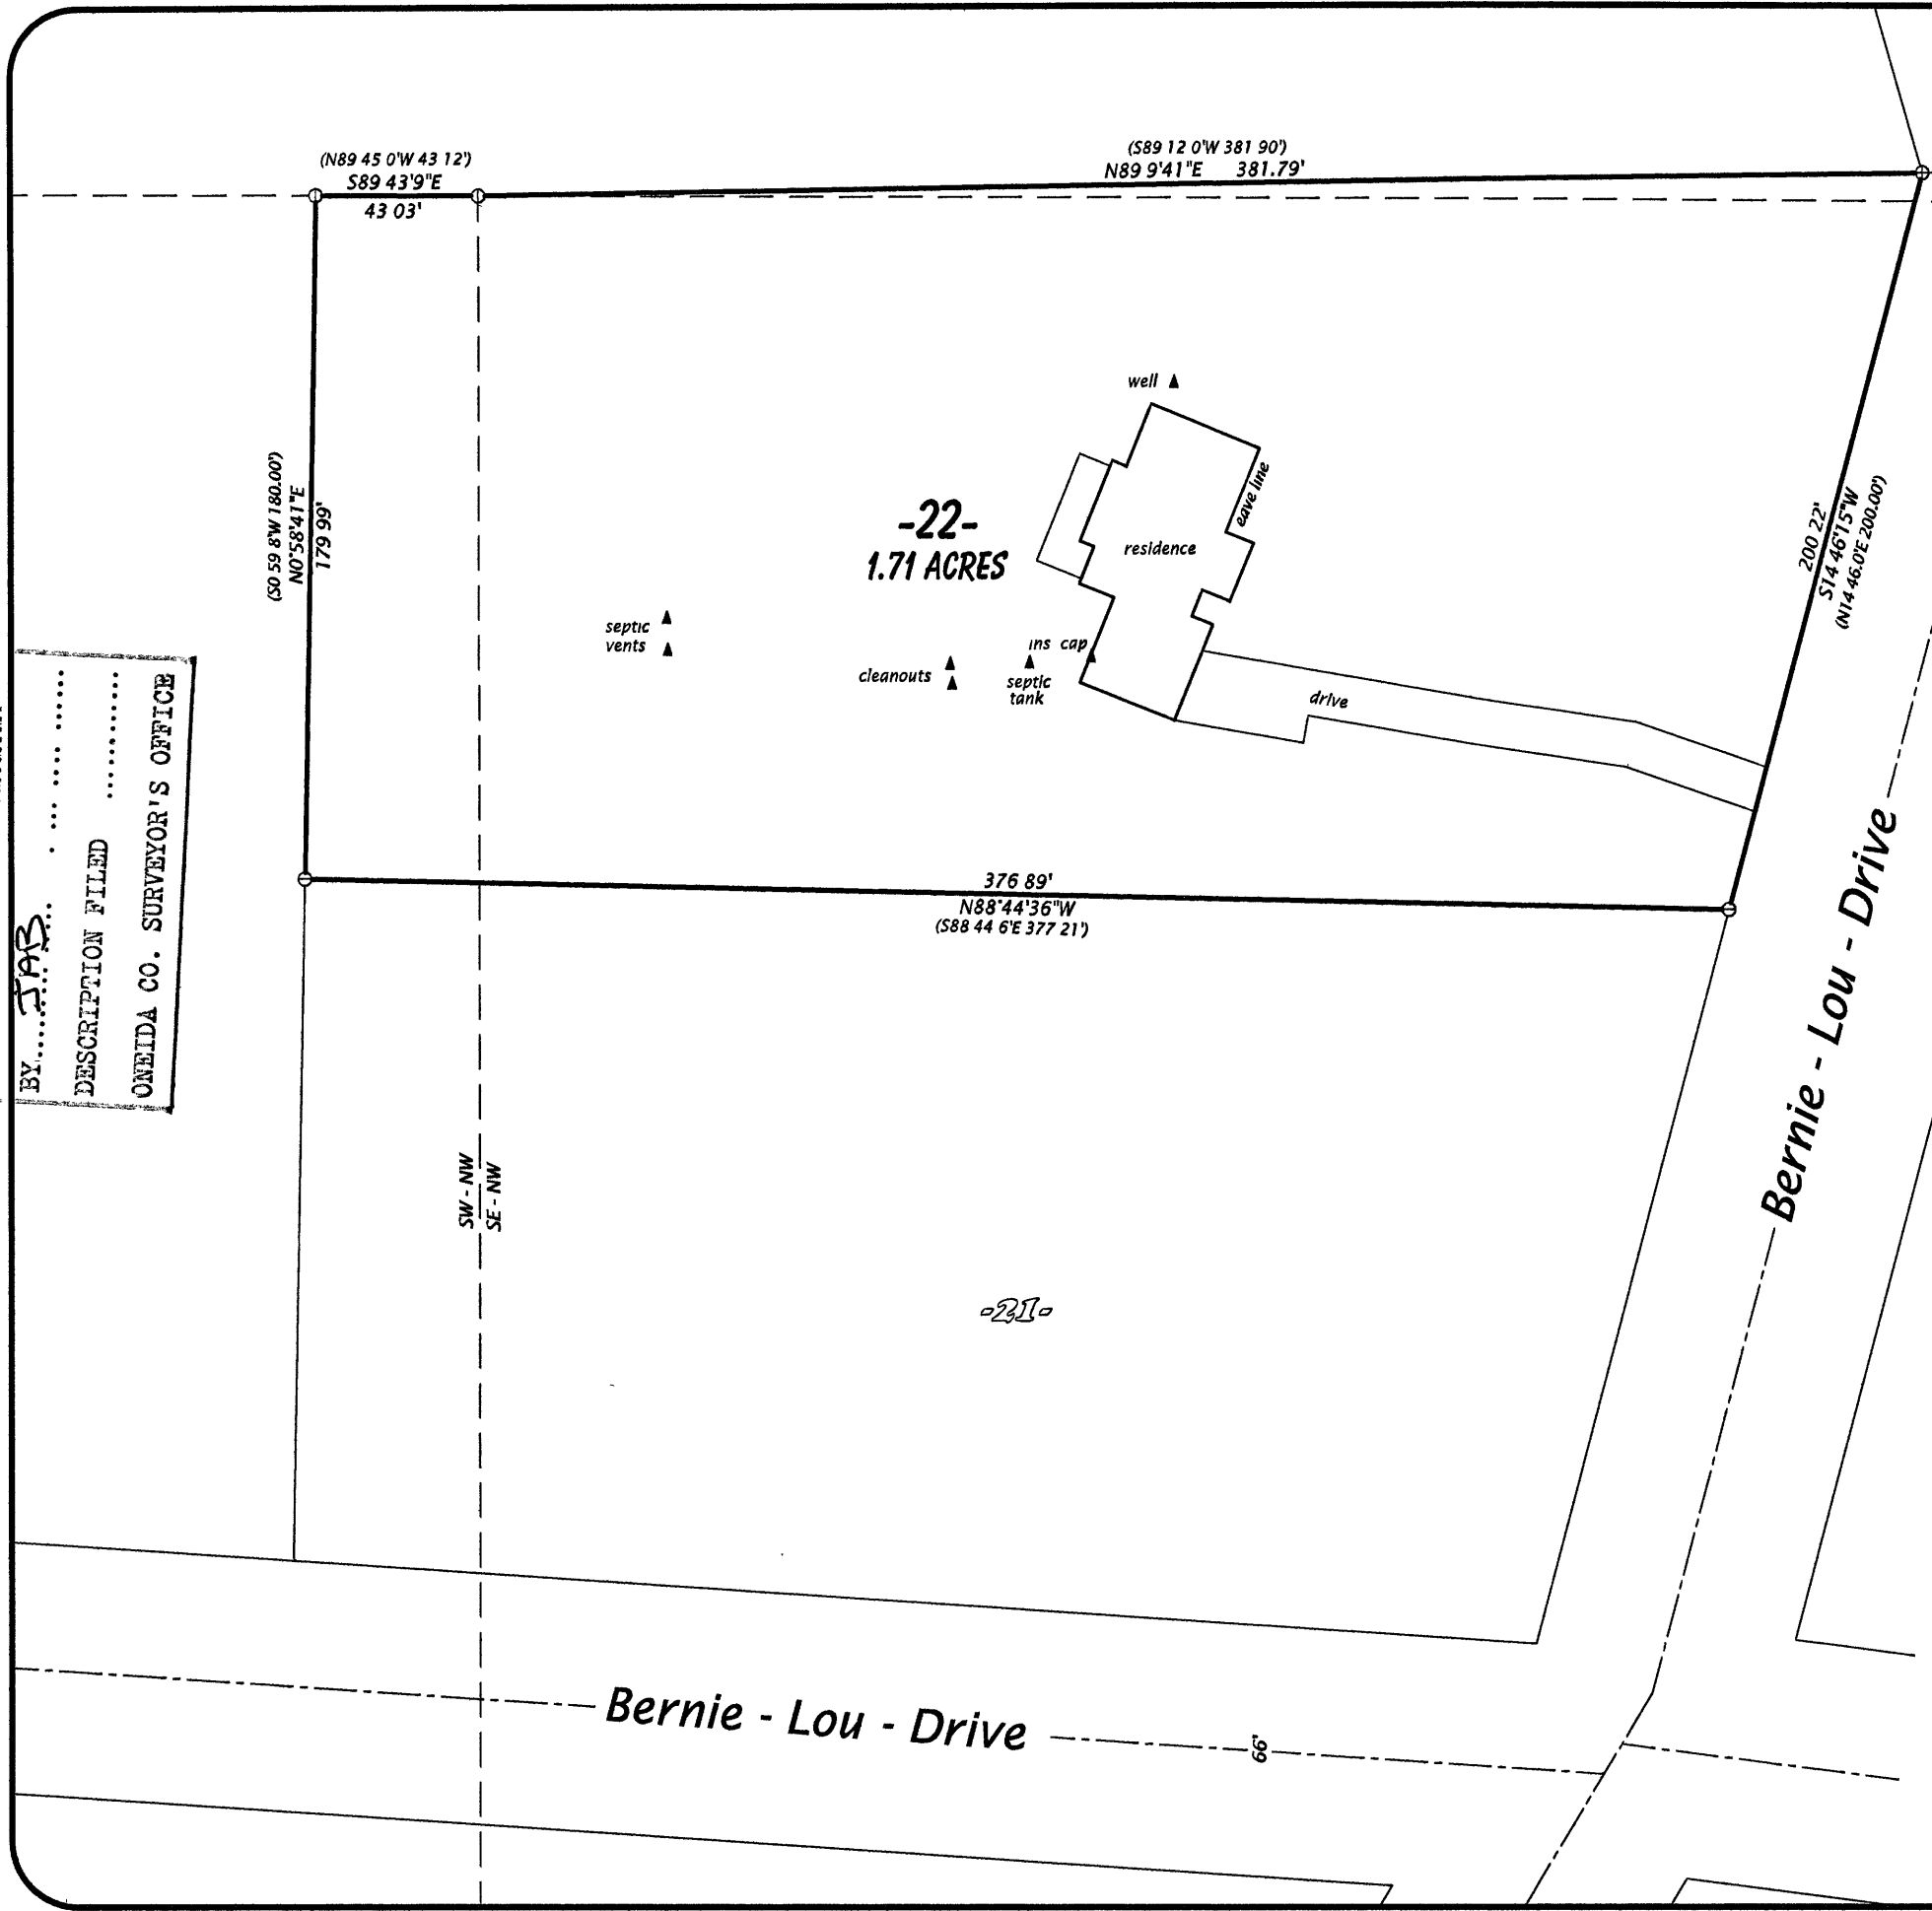 (N89 45 0'W 43 12')
S89 43'9"E
43 03'
(S89 12 0'W 381 90')
N89 9'41"E 381.79'
well
eave line
residence
-22-
1.71 ACRES
(S0 59 8'W 180.00')
N0°58'41"E
179 99'
200 22'
S14 46'15"W
(N14 46.0'E 200.00')
septic
vents
cleanouts
ins cap
septic
tank
drive
376 89'
N88°44'36"W
(S88 44 6'E 377 21')
BY JAB
DESCRIPTION FILED
ONEIDA CO. SURVEYOR'S OFFICE
Bernie - Lou - Drive
SW - NW
SE - NW
-21-
Bernie - Lou - Drive
66'